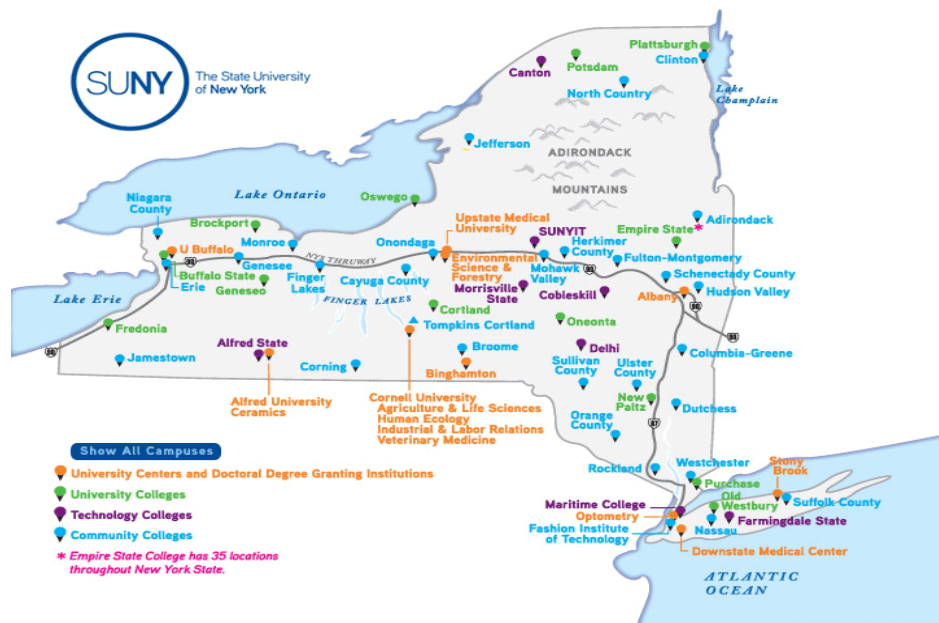 SUNY
The State University
of New York
Plattsburgh
Clinton
Canton
Potsdam
North Country
Lake
Champlain
Jefferson
ADIRONDACK
MOUNTAINS
Lake Ontario
Oswego
Niagara
County
Brockport
Adirondack
Empire State*
U Buffalo
Monroe
Onondaga
Upstate Medical
University
SUNYIT
Herkimer
County
Fulton-Montgomery
NYS THRUWAY
90
Buffalo State
Erie
Genesee
Geneseo
Finger
Lakes
Cayuga County
Environmental
Science &
Forestry
Mohawk
Valley
90
Schenectady County
Lake Erie
FINGER LAKES
Morrisville
State
Cobleskill
Albany
Hudson Valley
90
Cortland
Fredonia
Tompkins Cortland
Oneonta
90
90
Jamestown
Alfred State
Corning
Broome
Binghamton
Delhi
Sullivan
County
Ulster
County
Columbia-Greene
Alfred University
Ceramics
Cornell University
Agriculture & Life Sciences
Human Ecology
Industrial & Labor Relations
Veterinary Medicine
New
Paltz
Dutchess
Orange
County
87
Show All Campuses
University Centers and Doctoral Degree Granting Institutions
University Colleges
Technology Colleges
Community Colleges
* Empire State College has 35 locations
throughout New York State.
Rockland
Westchester
Purchase
Stony
Brook
Old
Westbury
Suffolk County
Maritime College
Optometry
Fashion Institute
of Technology
Nassau
Farmingdale State
Downstate Medical Center
ATLANTIC
OCEAN